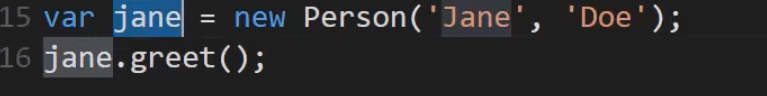 15 var jane = new Person('Jane', 'Doe');
16 jane.greet();